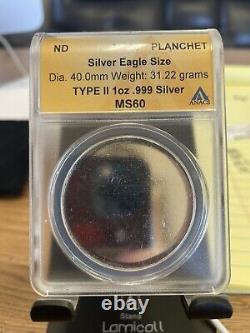 ND PLANCHET
Silver Eagle Size
Dia. 40.0mm Weight: 31.22 grams
TYPE II 1oz .999 Silver
MS60
ANACS
Stand
Lamicall